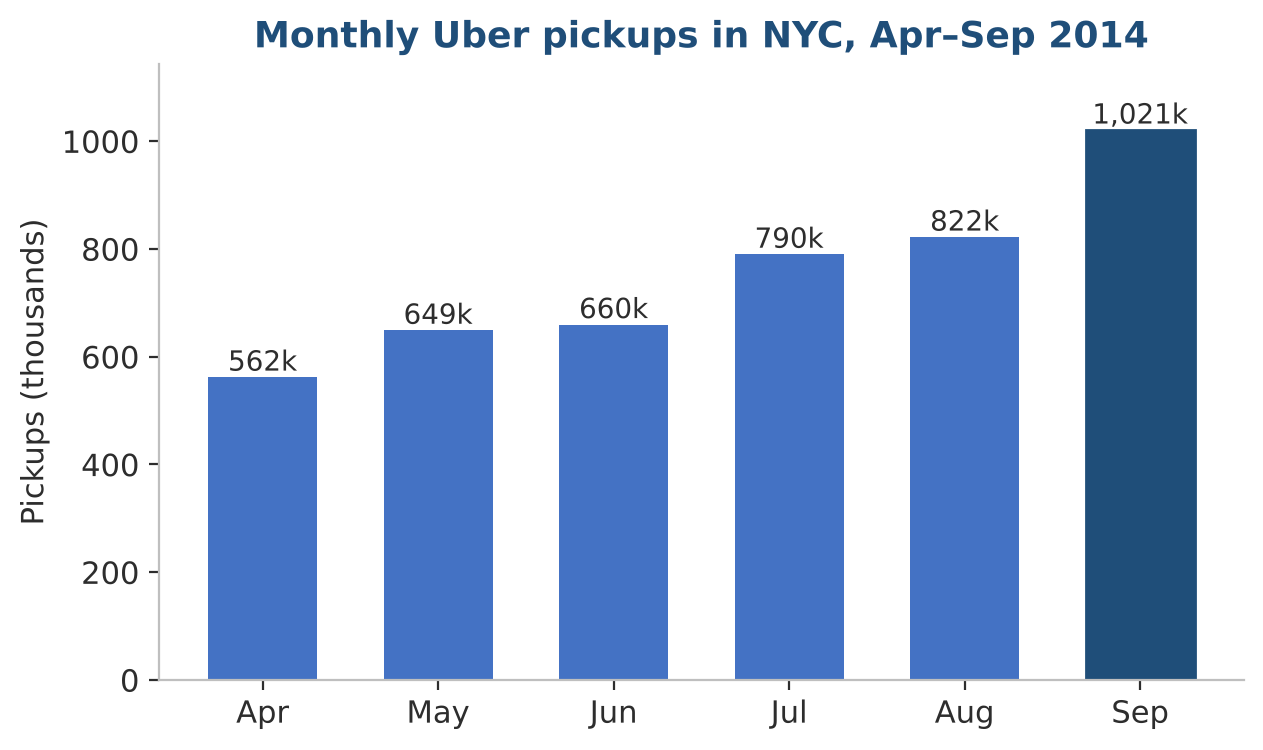 Monthly Uber pickups in NYC, Apr–Sep 2014
Pickups (thousands)
1000
800
600
400
200
0
562k
649k
660k
790k
822k
1,021k
Apr
May
Jun
Jul
Aug
Sep